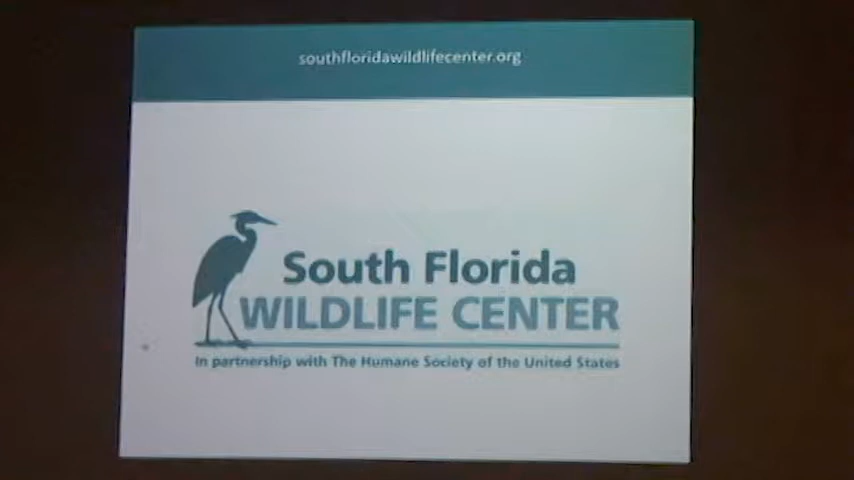 southfloridawildlifecenter.org
South Florida
WILDLIFE CENTER
In partnership with The Humane Society of the United States